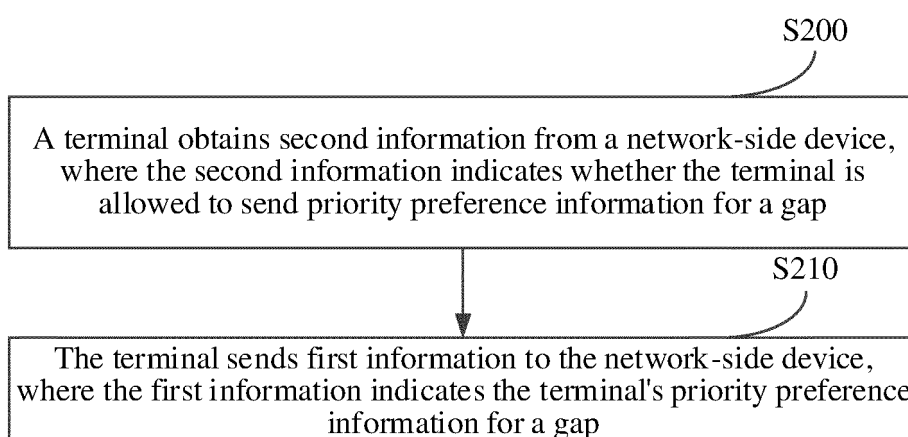 S200
A terminal obtains second information from a network-side device,
where the second information indicates whether the terminal is
allowed to send priority preference information for a gap
S210
The terminal sends first information to the network-side device,
where the first information indicates the terminal's priority preference
information for a gap